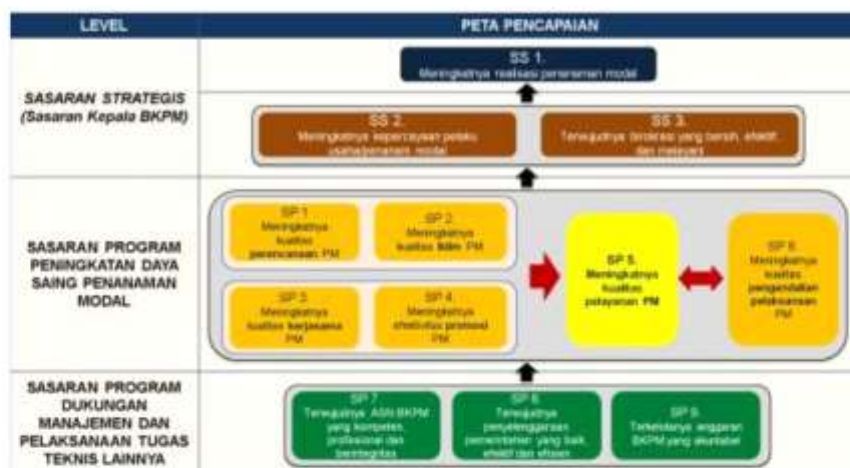 LEVEL
PETA PENCAPAIAN
SASARAN STRATEGIS
(Sasaran Kepala BKPM)
SS 1.
Meningkatnya realisasi penanaman modal
SS 2.
Meningkatnya kepercayaan pelaku
usaha/penanam modal
SS 3.
Terwujudnya birokrasi yang bersih, efektif
dan melayani
SASARAN PROGRAM
PENINGKATAN DAYA
SAING PENANAMAN
MODAL
SP 1
Meningkatnya
kualitas
perencanaan PM
SP 2.
Meningkatnya
kualitas Iklim PM
SP 3.
Meningkatnya
kualitas kerjasama
PM
SP 4.
Meningkatnya
efektivitas promosi
PM
SP 5.
Meningkatnya
kualitas
pelayanan PM
SP 6.
Meningkatnya
kualitas
pengendalian
pelaksanaan
PM
SASARAN PROGRAM
DUKUNGAN
MANAJEMEN DAN
PELAKSANAAN TUGAS
TEKNIS LAINNYA
SP 7.
Terwujudnya ASN BKPM
yang kompeten,
profesional dan
berintegritas
SP 8.
Terwujudnya
penyelenggaraan
pemerintahan yang baik,
efektif dan efisien
SP 9.
Terkelolanya anggaran
BKPM yang akuntabel